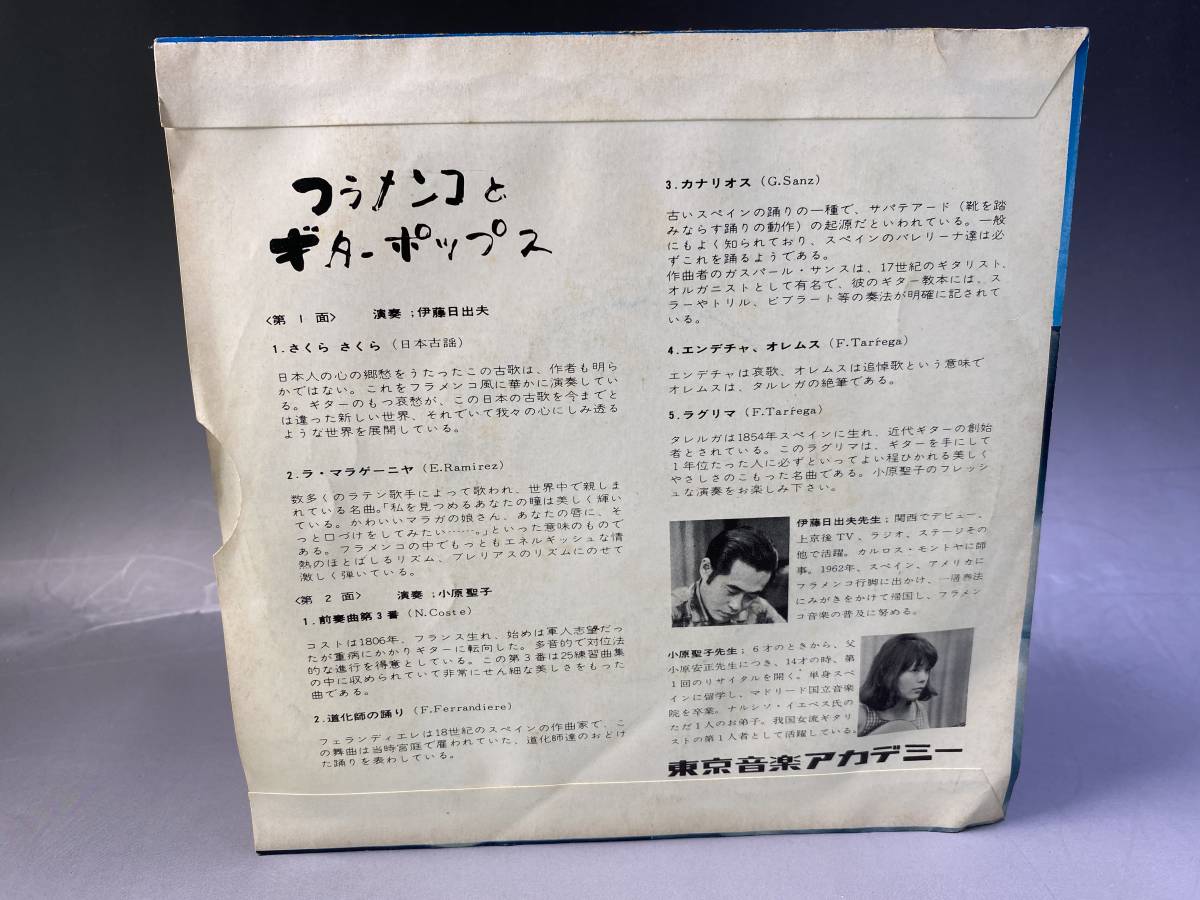 フラメンコと
ギターポップス
〈第1面〉 演奏；伊藤日出夫
1.さくら さくら（日本古謡）
日本人の心の郷愁をうたったこの古歌は、作者も明ら
かではない。これをフラメンコ風に華かに演奏してい
る。ギターのもつ哀愁が、この日本の古歌を今までと
は違った新しい世界、それでいて我々の心にしみ透る
ような世界を展開している。
2.ラ・マラゲーニャ（E.Ramirez）
数多くのラテン歌手によって歌われ、世界中で親しま
れている名曲。「私を見つめるあなたの瞳は美しく輝い
ている。かわいいマラガの娘さん、あなたの唇に、そ
っと口づけをしてみたい……。」といった意味のもので
ある。フラメンコの中でもっともエネルギッシュな情
熱のほとばしるリズム、ブレリアスのリズムにのせて
激しく弾いている。
〈第2面〉 演奏；小原聖子
1.前奏曲第3番（N.Coste）
コストは1806年、フランス生れ、始めは軍人志望だっ
たが重病にかかりギターに転向した。多音的で対位法
的な進行を得意としている。この第3番は25練習曲集
の中に収められていて非常にせん細な美しさをもった
曲である。
2.道化師の踊り（F.Ferrandiere）
フェランディエレは18世紀のスペインの作曲家で、こ
の舞曲は当時宮庭で雇われていた、道化師達のおどけ
た踊りを表わしている。
3.カナリオス（G.Sanz）
古いスペインの踊りの一種で、サパテアード（靴を踏
みならす踊りの動作）の起源だといわれている。一般
にもよく知られており、スペインのバレリーナ達は必
ずこれを踊るようである。
作曲者のガスパール・サンスは、17世紀のギタリスト、
オルガニストとして有名で、彼のギター教本には、ス
ラーやトリル、ビブラート等の奏法が明確に記されて
いる。
4.エンデチャ、オレムス（F.Tarrega）
エンデチャは哀歌、オレムスは追悼歌という意味で
オレムスは、タルレガの絶筆である。
5.ラグリマ（F.Tarrega）
タレルガは1854年スペインに生れ、近代ギターの創始
者とされている。このラグリマは、ギターを手にして
1年位たった人に必ずといってよい程ひかれる美しく
やさしさのこもった名曲である。小原聖子のフレッシ
ュな演奏をお楽しみ下さい。
伊藤日出夫先生；関西でデビュー、
上京後TV、ラジオ、ステージその
他で活躍。カルロス・モントヤに師
事。1962年、スペイン、アメリカに
フラメンコ行脚に出かけ、一層奏法
にみがきをかけて帰国し、フラメン
コ音楽の普及に努める。
小原聖子先生；6才のときから、父
小原安正先生につき、14才の時、第
1回のリサイタルを開く。単身スペ
インに留学し、マドリード国立音楽
院を卒業。ナルシソ・イエペス氏の
ただ1人のお弟子。我国女流ギタリ
ストの第1人者として活躍している。
東京音楽アカデミー